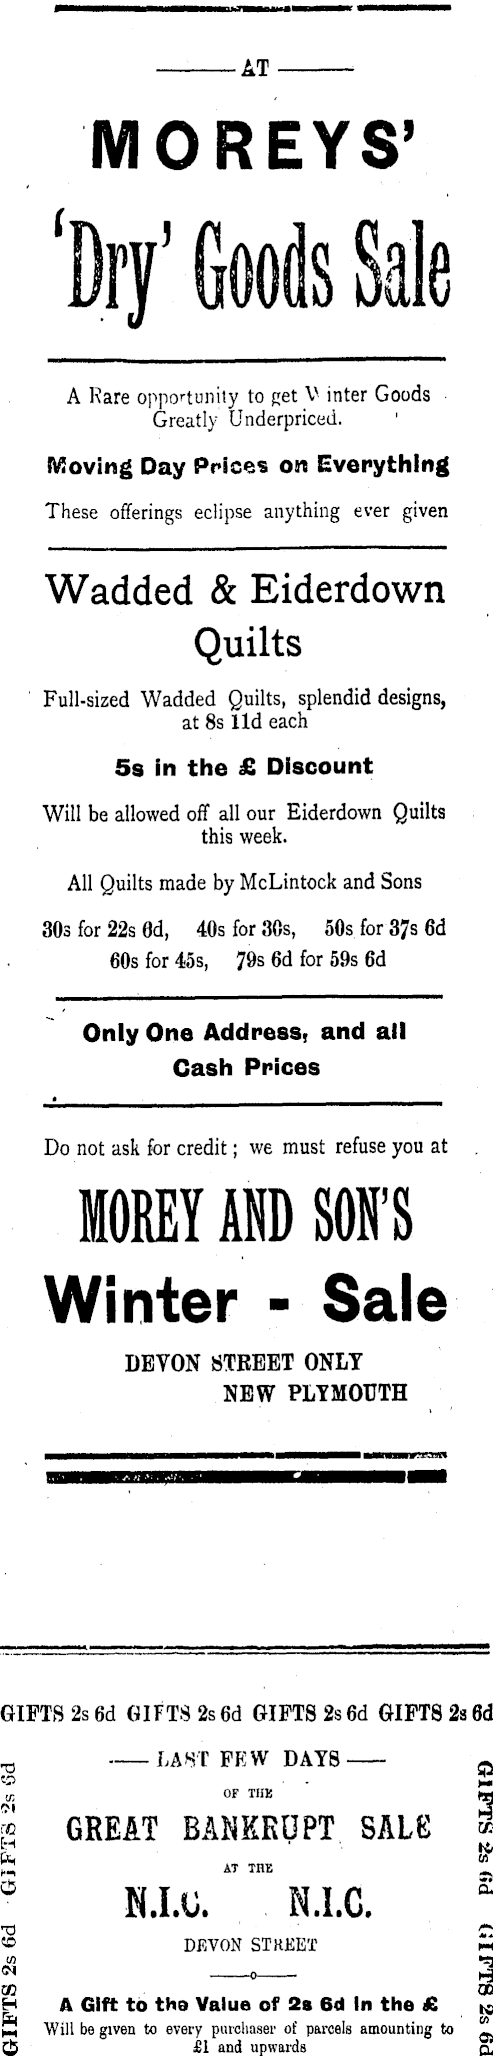 AT
MOREYS'
'Dry' Goods Sale
A Rare opportunity to get Winter Goods
Greatly Underpriced.
Moving Day Prices on Everything
These offerings eclipse anything ever given
Wadded & Eiderdown
Quilts
Full-sized Wadded Quilts, splendid designs,
at 8s 11d each
5s in the £ Discount
Will be allowed off all our Eiderdown Quilts
this week.
All Quilts made by McLintock and Sons
30s for 22s 6d, 40s for 30s, 50s for 37s 6d
60s for 45s, 79s 6d for 59s 6d
Only One Address, and all
Cash Prices
Do not ask for credit; we must refuse you at
MOREY AND SON'S
Winter - Sale
DEVON STREET ONLY
NEW PLYMOUTH
GIFTS 2s 6d GIFTS 2s 6d GIFTS 2s 6d GIFTS 2s 6d
GIFTS 2s 6d GIFTS 2s 6d
LAST FEW DAYS
OF THE
GREAT BANKRUPT SALE
AT THE
N.I.C. N.I.C.
DEVON STREET
A Gift to the Value of 2s 6d in the £
Will be given to every purchaser of parcels amounting to
£1 and upwards
GIFTS 2s 6d GIFTS 2s 6d